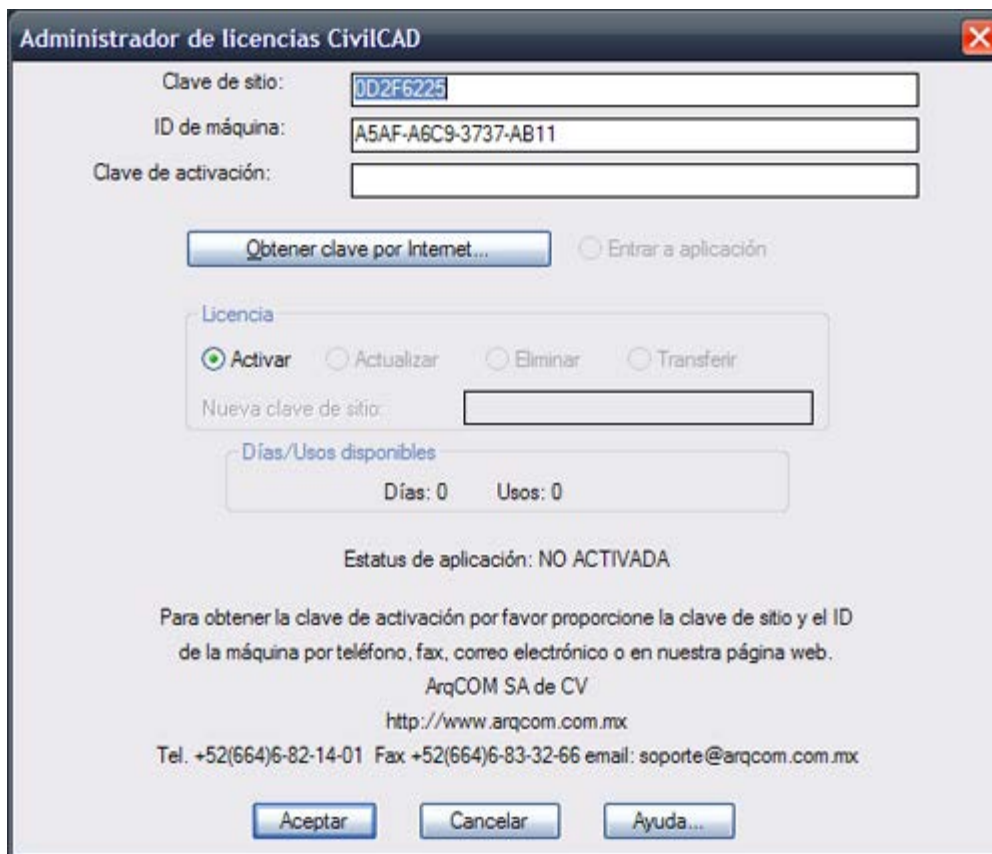 Administrador de licencias CivilCAD
Clave de sitio: 0D2F6225
ID de máquina: A5AF-A6C9-3737-AB11
Clave de activación:
Obtener clave por Internet... Entrar a aplicación
Licencia
Activar Actualizar Eliminar Transferir
Nueva clave de sitio:
Días/Usos disponibles
Días: 0 Usos: 0
Estatus de aplicación: NO ACTIVADA
Para obtener la clave de activación por favor proporcione la clave de sitio y el ID
de la máquina por teléfono, fax, correo electrónico o en nuestra página web.
ArqCOM SA de CV
http://www.arqcom.com.mx
Tel. +52(664)6-82-14-01 Fax +52(664)6-83-32-66 email: soporte@arqcom.com.mx
Aceptar Cancelar Ayuda...